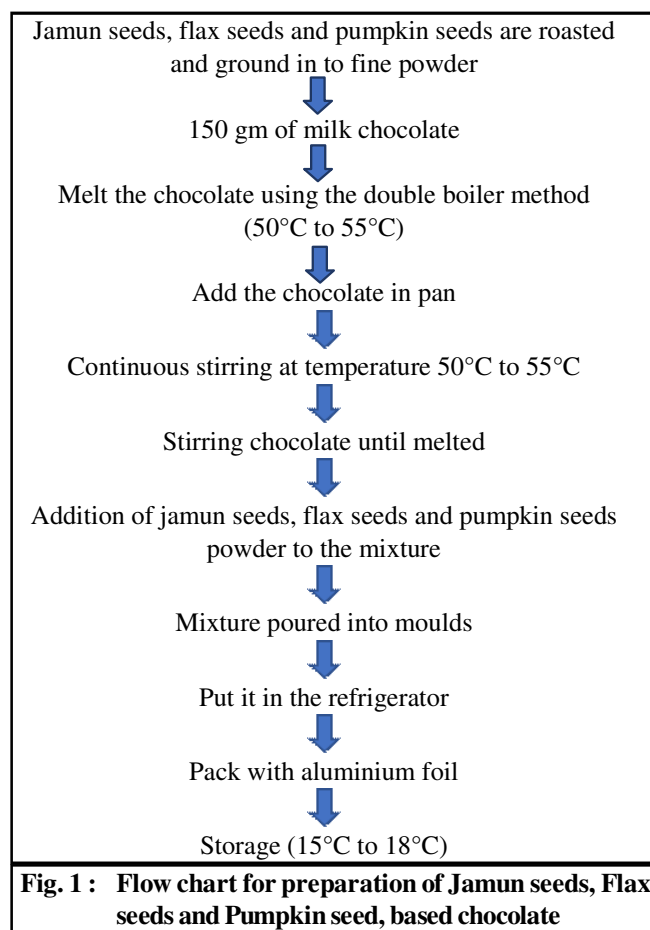 Jamun seeds, flax seeds and pumpkin seeds are roasted
and ground in to fine powder
150 gm of milk chocolate
Melt the chocolate using the double boiler method
(50°C to 55°C)
Add the chocolate in pan
Continuous stirring at temperature 50°C to 55°C
Stirring chocolate until melted
Addition of jamun seeds, flax seeds and pumpkin seeds
powder to the mixture
Mixture poured into moulds
Put it in the refrigerator
Pack with aluminium foil
Storage (15°C to 18°C)
Fig. 1 : Flow chart for preparation of Jamun seeds, Flax
seeds and Pumpkin seed, based chocolate